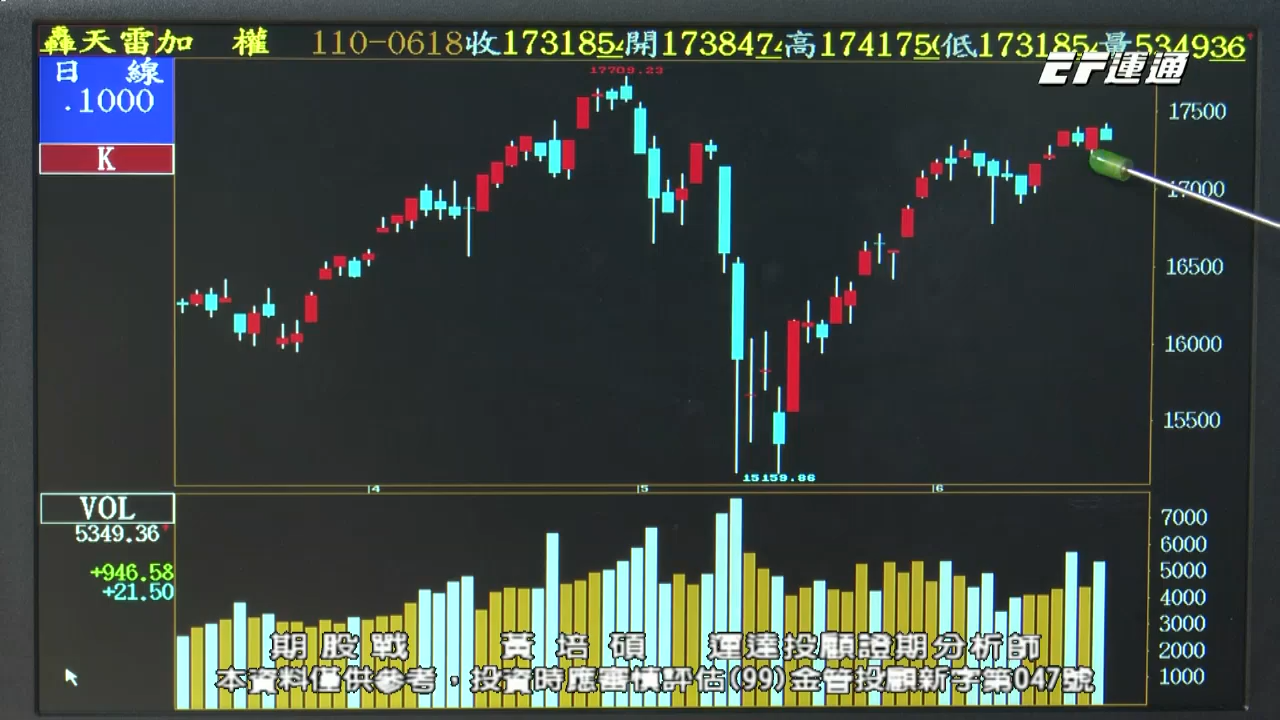 轟天雷加 權 110-0618收1731854開1738474高1741750低1731854量534936
EF運通
日 線
.1000
K
17709.23
17500
17000
16500
16000
15500
15159.86
4 5 6
VOL
5349.36
+946.58
+21.50
7000
6000
5000
4000
3000
2000
1000
期股戰 黃培碩 運達投顧證期分析師
本資料僅供參考，投資時應審慎評估(99)金管投顧新字第047號